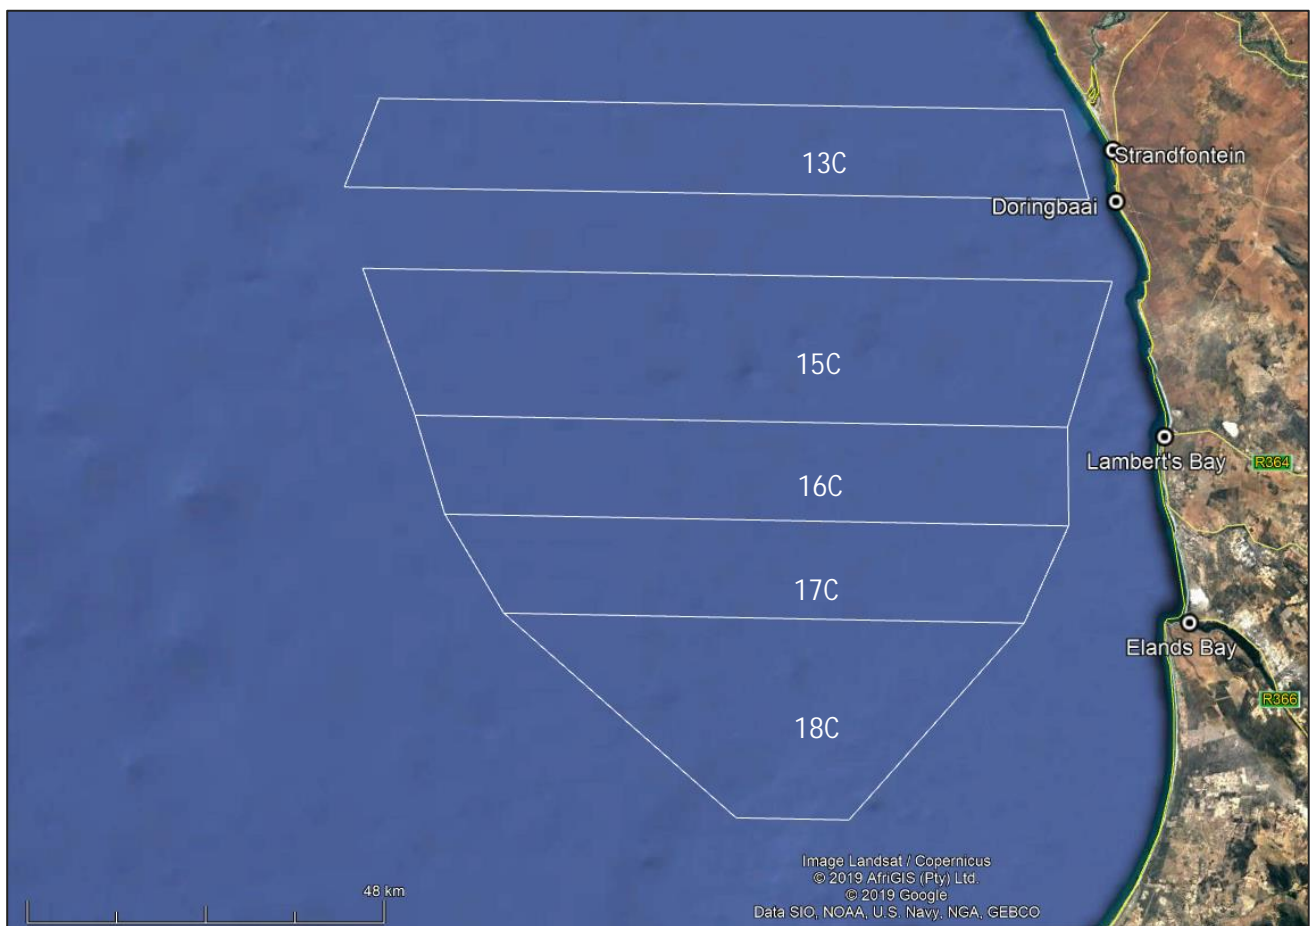 13C
Strandfontein
Doringbaai
15C
Lambert's Bay
R364
16C
17C
Elands Bay
R366
18C
Image Landsat / Copernicus
© 2019 AfriGIS (Pty) Ltd.
© 2019 Google
Data SIO, NOAA, U.S. Navy, NGA, GEBCO
48 km